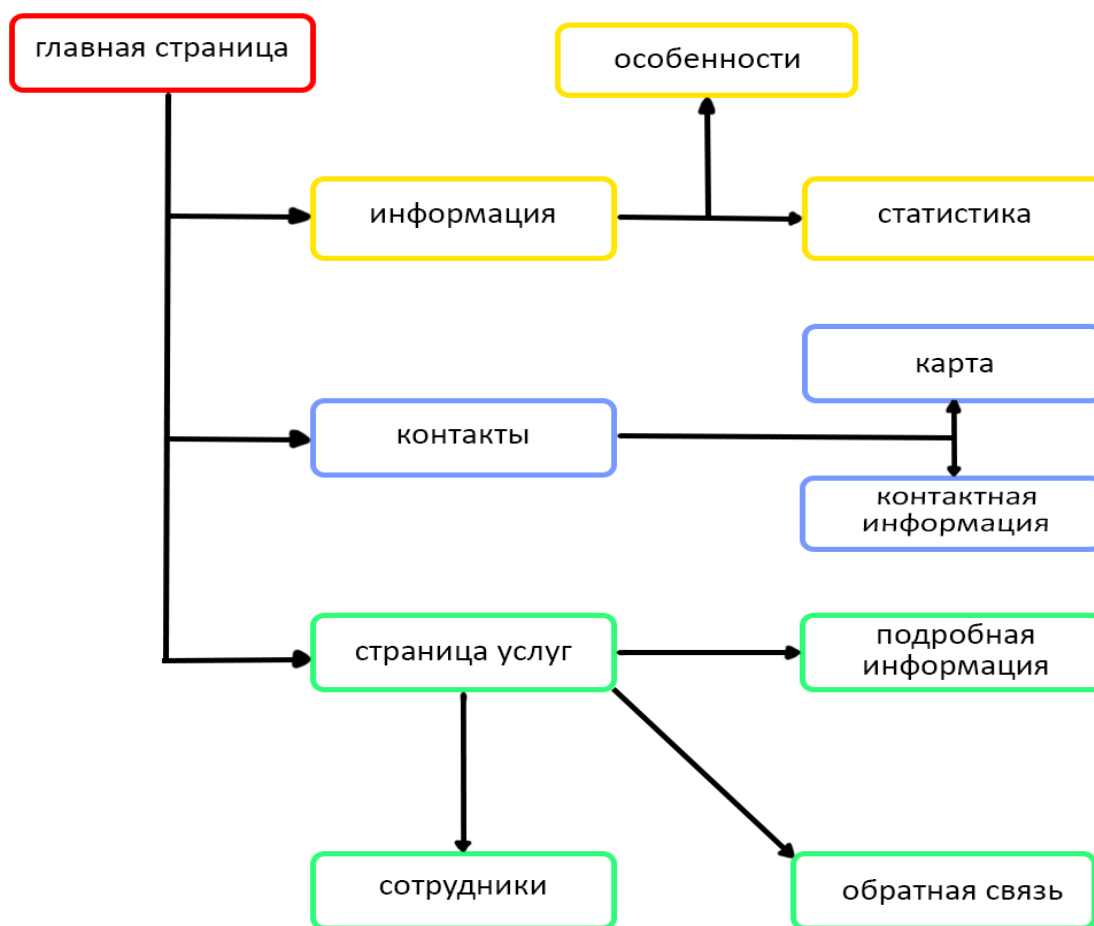 главная страница
особенности
информация
статистика
карта
контакты
контактная
информация
страница услуг
подробная
информация
сотрудники
обратная связь